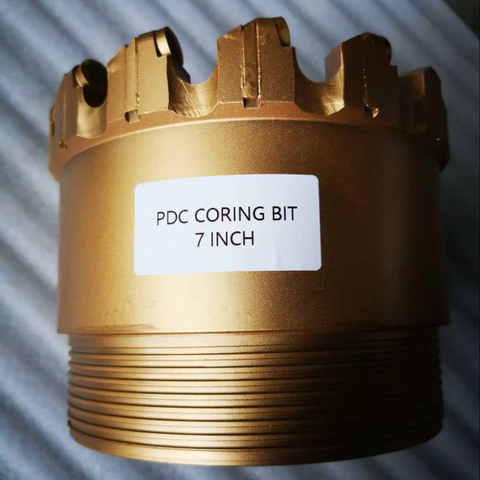 PDC CORING BIT
7 INCH